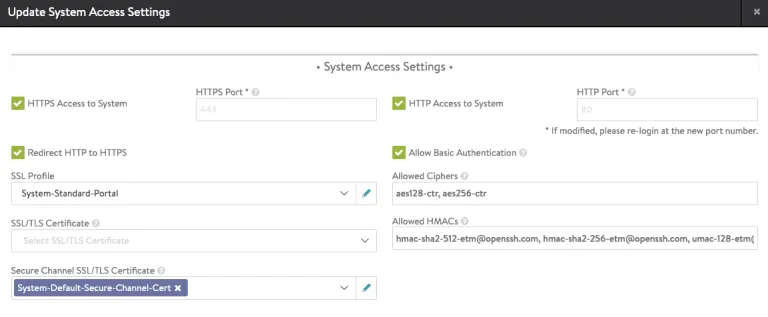 Update System Access Settings
• System Access Settings •
HTTPS Access to System
HTTPS Port *
443
HTTP Access to System
HTTP Port *
80
* If modified, please re-login at the new port number.
Redirect HTTP to HTTPS
Allow Basic Authentication
SSL Profile
System-Standard-Portal
Allowed Ciphers
aes128-ctr, aes256-ctr
SSL/TLS Certificate
Select SSL/TLS Certificate
Allowed HMACs
hmac-sha2-512-etm@openssh.com, hmac-sha2-256-etm@openssh.com, umac-128-etm@
Secure Channel SSL/TLS Certificate
System-Default-Secure-Channel-Cert